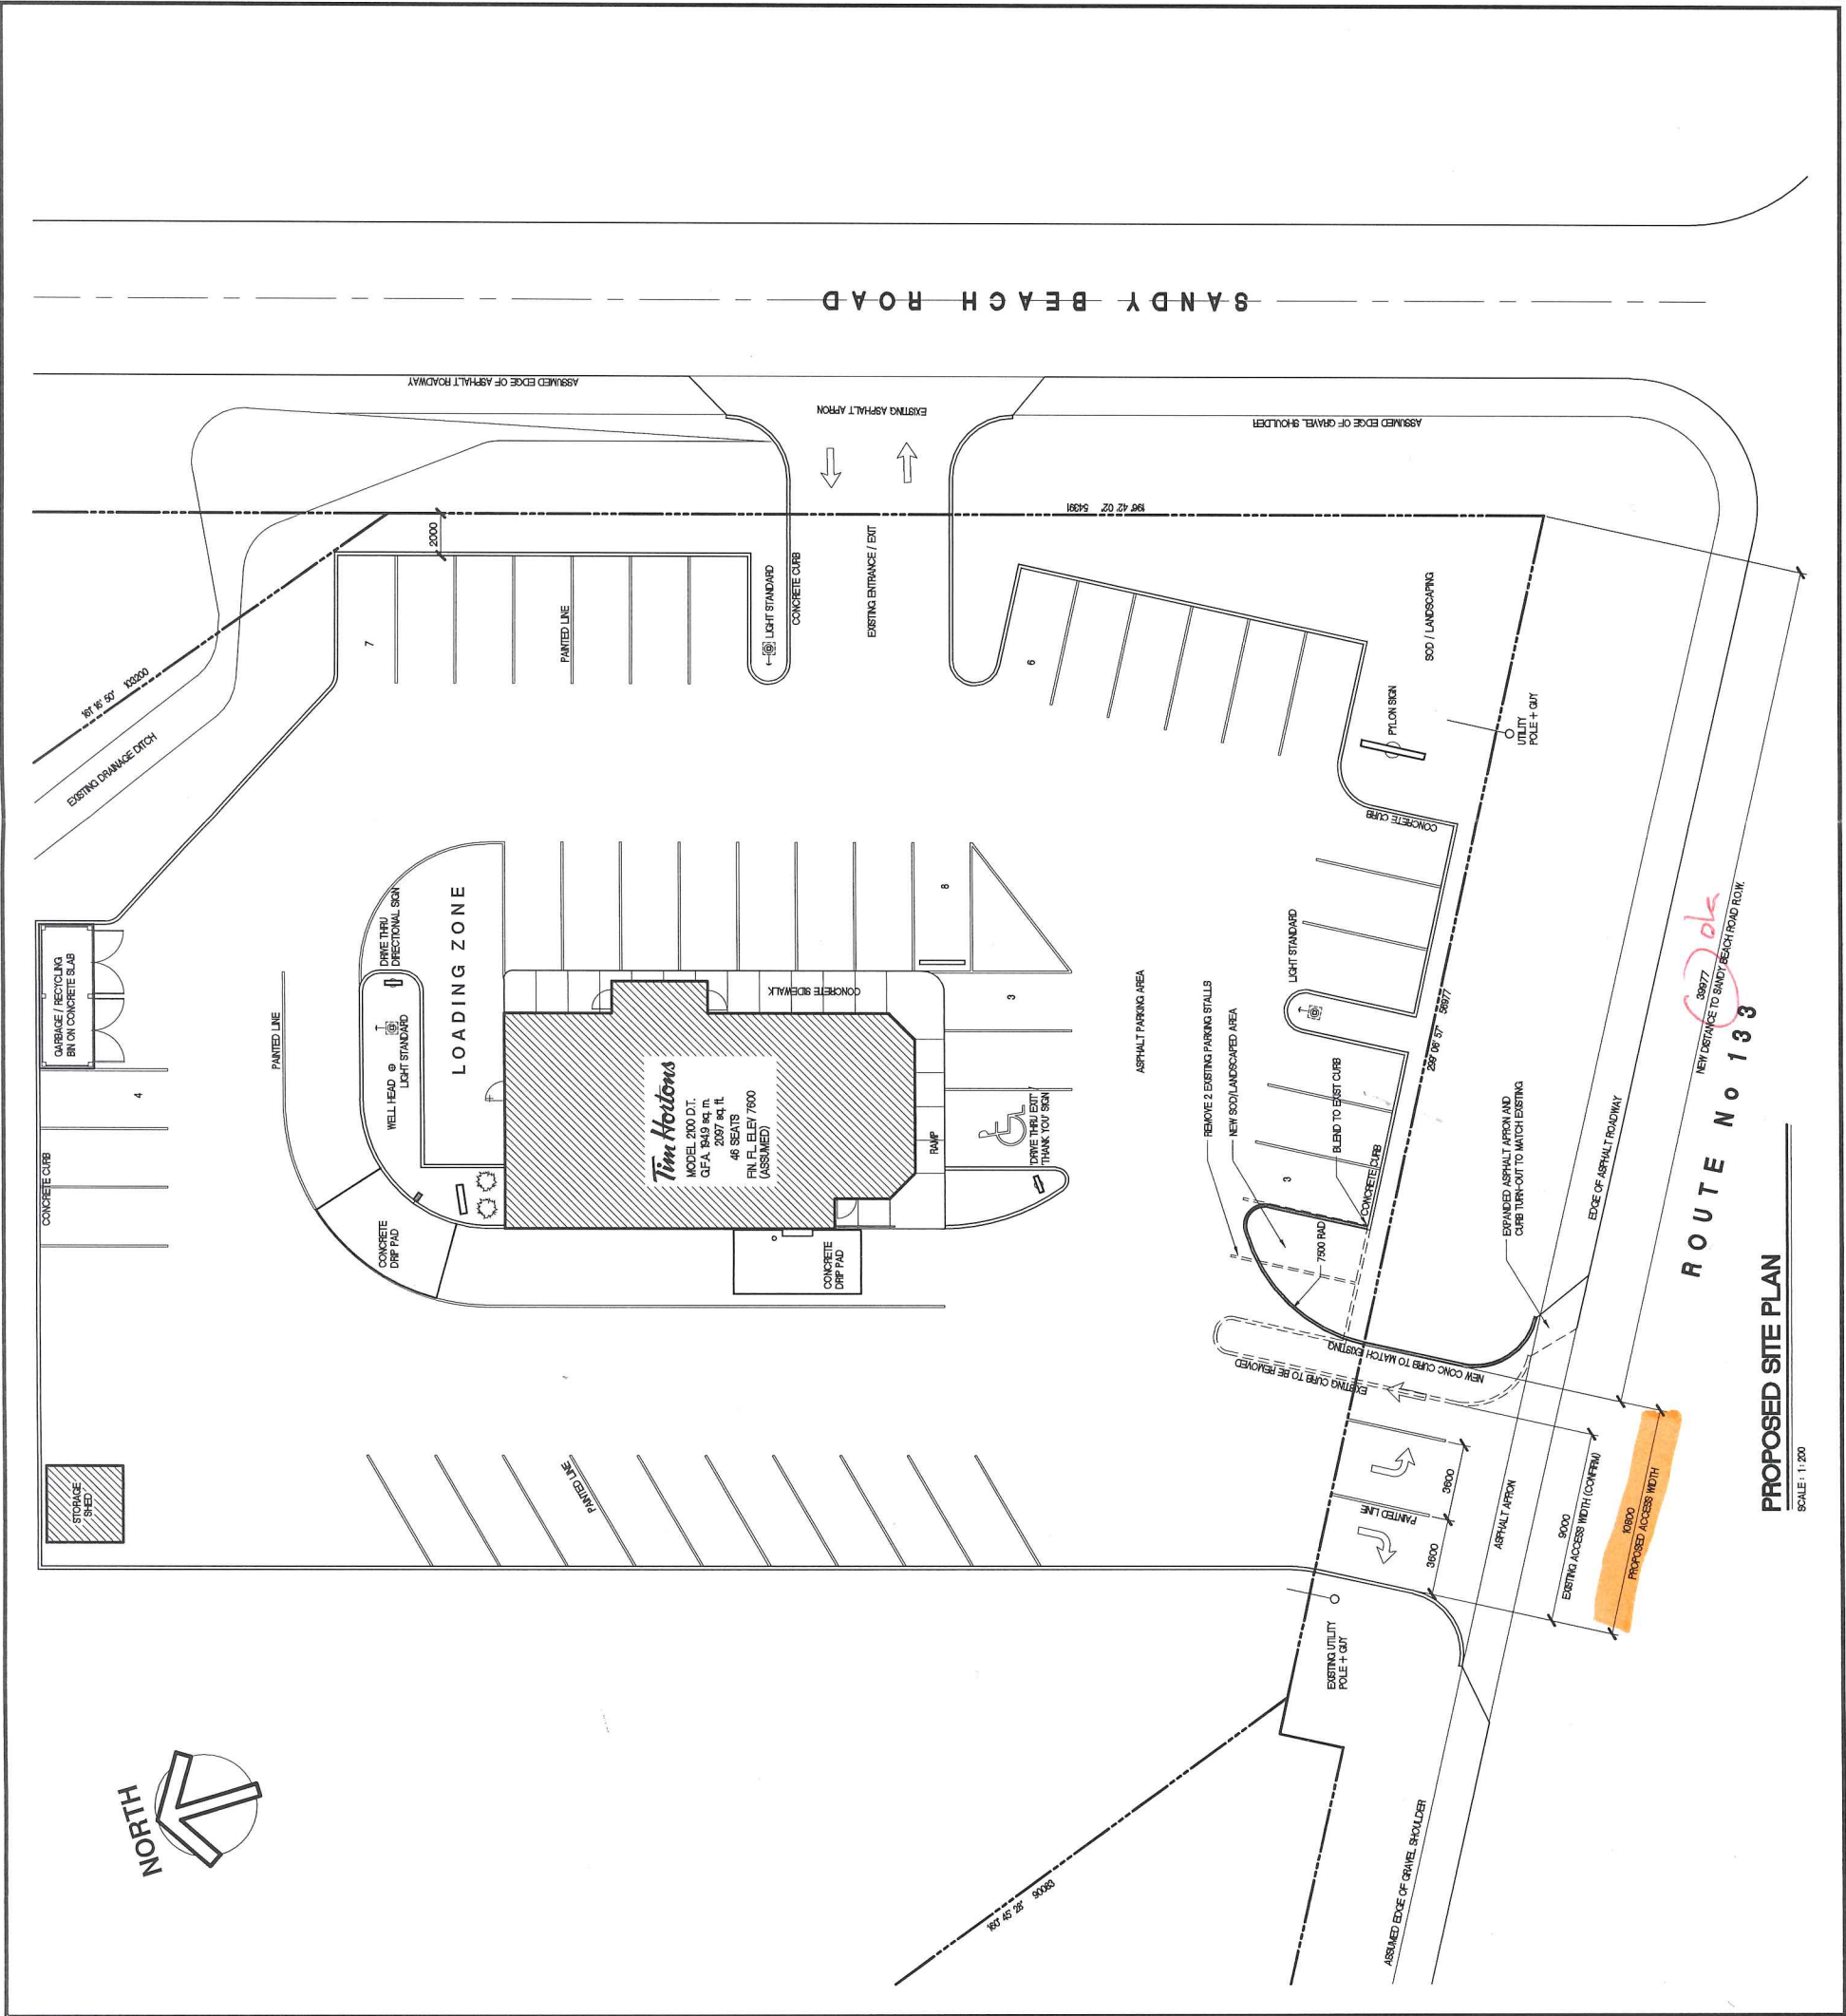 SANDY BEACH ROAD
ASSUMED EDGE OF ASPHALT ROADWAY
EXISTING ASPHALT APRON
ASSUMED EDGE OF GRAVEL SHOULDER
196° 42' 02" 54391
2000
161° 16' 50" 103200
EXISTING DRAINAGE DITCH
7
PAINTED LINE
LIGHT STANDARD
CONCRETE CURB
EXISTING ENTRANCE / EXIT
6
SOD / LANDSCAPING
PYLON SIGN
UTILITY
POLE + GUY
CONCRETE CURB
GARBAGE / RECYCLING
BIN ON CONCRETE SLAB
4
CONCRETE CURB
PAINTED LINE
DRIVE THRU
DIRECTIONAL SIGN
WELL HEAD
LIGHT STANDARD
LOADING ZONE
8
CONCRETE SIDEWALK
3
Tim Hortons
MODEL 2100 D.T.
G.F.A. 194.9 sq. m.
2097 sq. ft.
46 SEATS
FIN. FL. ELEV. 7600
(ASSUMED)
RAMP
'DRIVE THRU EXIT'/
'THANK YOU' SIGN
ASPHALT PARKING AREA
CONCRETE
DRIP PAD
CONCRETE
DRIP PAD
LIGHT STANDARD
299° 06' 57" 56977
REMOVE 2 EXISTING PARKING STALLS
NEW SOD/LANDSCAPED AREA
BLEND TO EXIST CURB
3
CONCRETE CURB
7500 RAD
NEW CONC CURB TO MATCH EXISTING
EXISTING CURB TO BE REMOVED
EXPANDED ASPHALT APRON AND
CURB TURN-OUT TO MATCH EXISTING
EDGE OF ASPHALT ROADWAY
39977
NEW DISTANCE TO SANDY BEACH ROAD R.O.W.
ok
ROUTE No 133
STORAGE
SHED
PAINTED LINE
PAINTED LINE
3600
3600
ASPHALT APRON
9000
EXISTING ACCESS WIDTH (CONFIRM)
10800
PROPOSED ACCESS WIDTH
EXISTING UTILITY
POLE + GUY
ASSUMED EDGE OF GRAVEL SHOULDER
160° 45' 28" 90083
NORTH
PROPOSED SITE PLAN
SCALE : 1 : 200